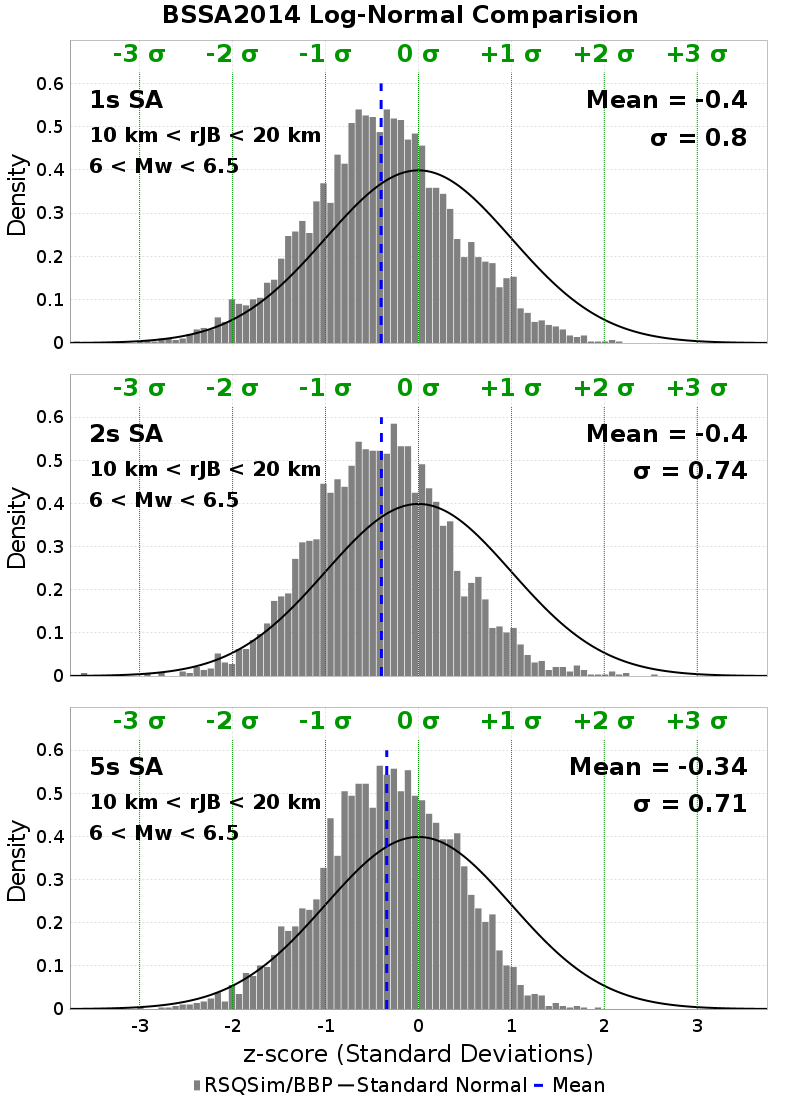 BSSA2014 Log-Normal Comparision
-3 σ -2 σ -1 σ 0 σ +1 σ +2 σ +3 σ
1s SA
10 km < rJB < 20 km
6 < Mw < 6.5
Mean = -0.4
σ = 0.8
Density
0.6
0.5
0.4
0.3
0.2
0.1
0
-3 σ -2 σ -1 σ 0 σ +1 σ +2 σ +3 σ
2s SA
10 km < rJB < 20 km
6 < Mw < 6.5
Mean = -0.4
σ = 0.74
Density
0.6
0.5
0.4
0.3
0.2
0.1
0
-3 σ -2 σ -1 σ 0 σ +1 σ +2 σ +3 σ
5s SA
10 km < rJB < 20 km
6 < Mw < 6.5
Mean = -0.34
σ = 0.71
Density
0.6
0.5
0.4
0.3
0.2
0.1
0
-3 -2 -1 0 1 2 3
z-score (Standard Deviations)
RSQSim/BBP Standard Normal Mean